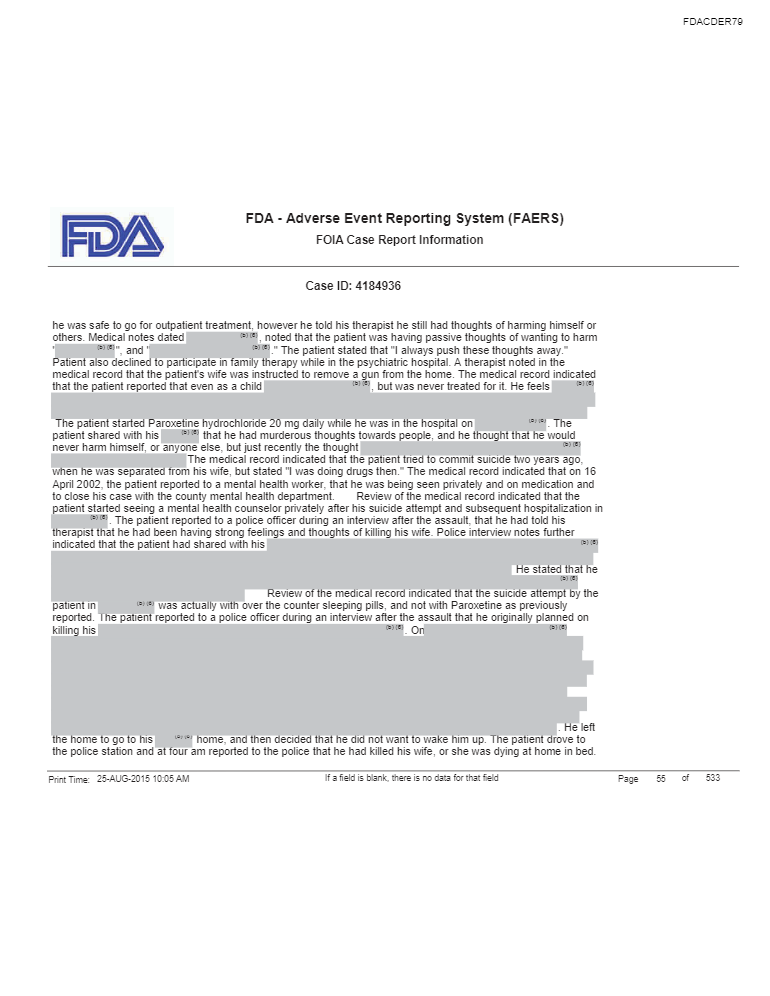 FDACDER79
FDA
FDA - Adverse Event Reporting System (FAERS)
FOIA Case Report Information
Case ID: 4184936
he was safe to go for outpatient treatment, however he told his therapist he still had thoughts of harming himself or
others. Medical notes dated (b) (6), noted that the patient was having passive thoughts of wanting to harm
" (b) (6)", and " (b) (6)." The patient stated that "I always push these thoughts away."
Patient also declined to participate in family therapy while in the psychiatric hospital. A therapist noted in the
medical record that the patient's wife was instructed to remove a gun from the home. The medical record indicated
that the patient reported that even as a child (b) (6), but was never treated for it. He feels (b) (6)
The patient started Paroxetine hydrochloride 20 mg daily while he was in the hospital on (b) (6). The
patient shared with his (b) (6) that he had murderous thoughts towards people, and he thought that he would
never harm himself, or anyone else, but just recently the thought (b) (6)
The medical record indicated that the patient tried to commit suicide two years ago,
when he was separated from his wife, but stated "I was doing drugs then." The medical record indicated that on 16
April 2002, the patient reported to a mental health worker, that he was being seen privately and on medication and
to close his case with the county mental health department. Review of the medical record indicated that the
patient started seeing a mental health counselor privately after his suicide attempt and subsequent hospitalization in
(b) (6). The patient reported to a police officer during an interview after the assault, that he had told his
therapist that he had been having strong feelings and thoughts of killing his wife. Police interview notes further
indicated that the patient had shared with his (b) (6)
He stated that he
(b) (6)
Review of the medical record indicated that the suicide attempt by the
patient in (b) (6) was actually with over the counter sleeping pills, and not with Paroxetine as previously
reported. The patient reported to a police officer during an interview after the assault that he originally planned on
killing his (b) (6). On (b) (6)
. He left
the home to go to his (b) (6) home, and then decided that he did not want to wake him up. The patient drove to
the police station and at four am reported to the police that he had killed his wife, or she was dying at home in bed.
Print Time: 25-AUG-2015 10:05 AM If a field is blank, there is no data for that field Page 55 of 533